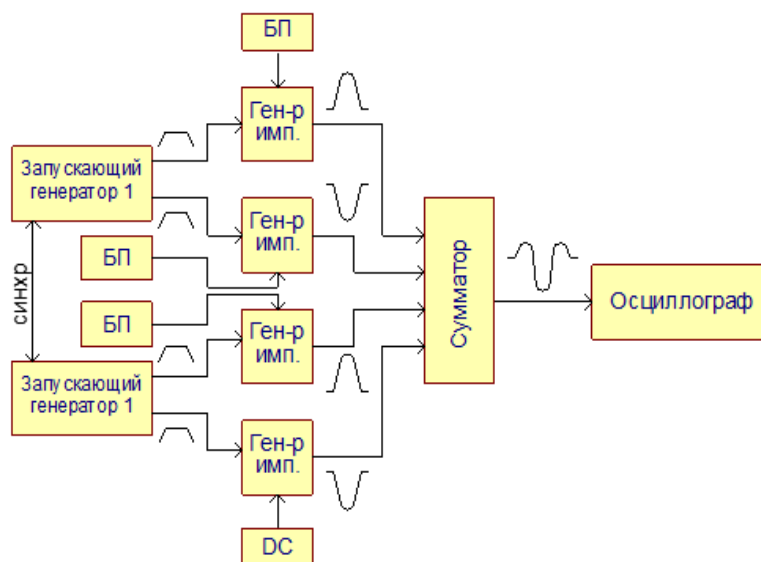 БП
Ген-р
имп.
Запускающий
генератор 1
Ген-р
имп.
БП
синхр
БП
Ген-р
имп.
Сумматор
Осциллограф
Запускающий
генератор 1
Ген-р
имп.
DC